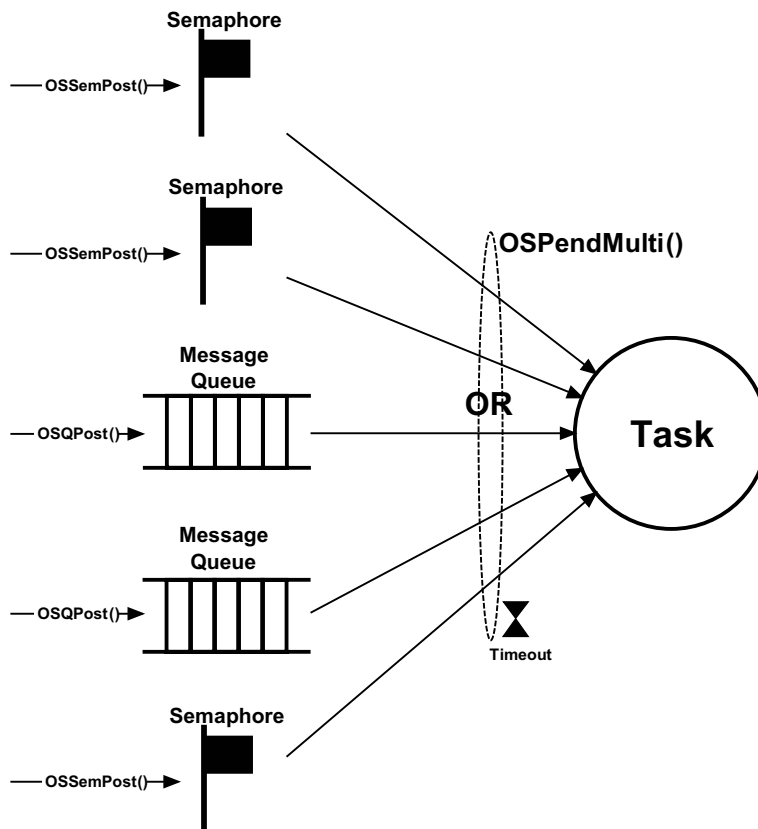 Semaphore
OSSemPost()
Semaphore
OSSemPost()
OSPendMulti()
Message
Queue
OSQPost()
OR
Task
Message
Queue
OSQPost()
Timeout
Semaphore
OSSemPost()